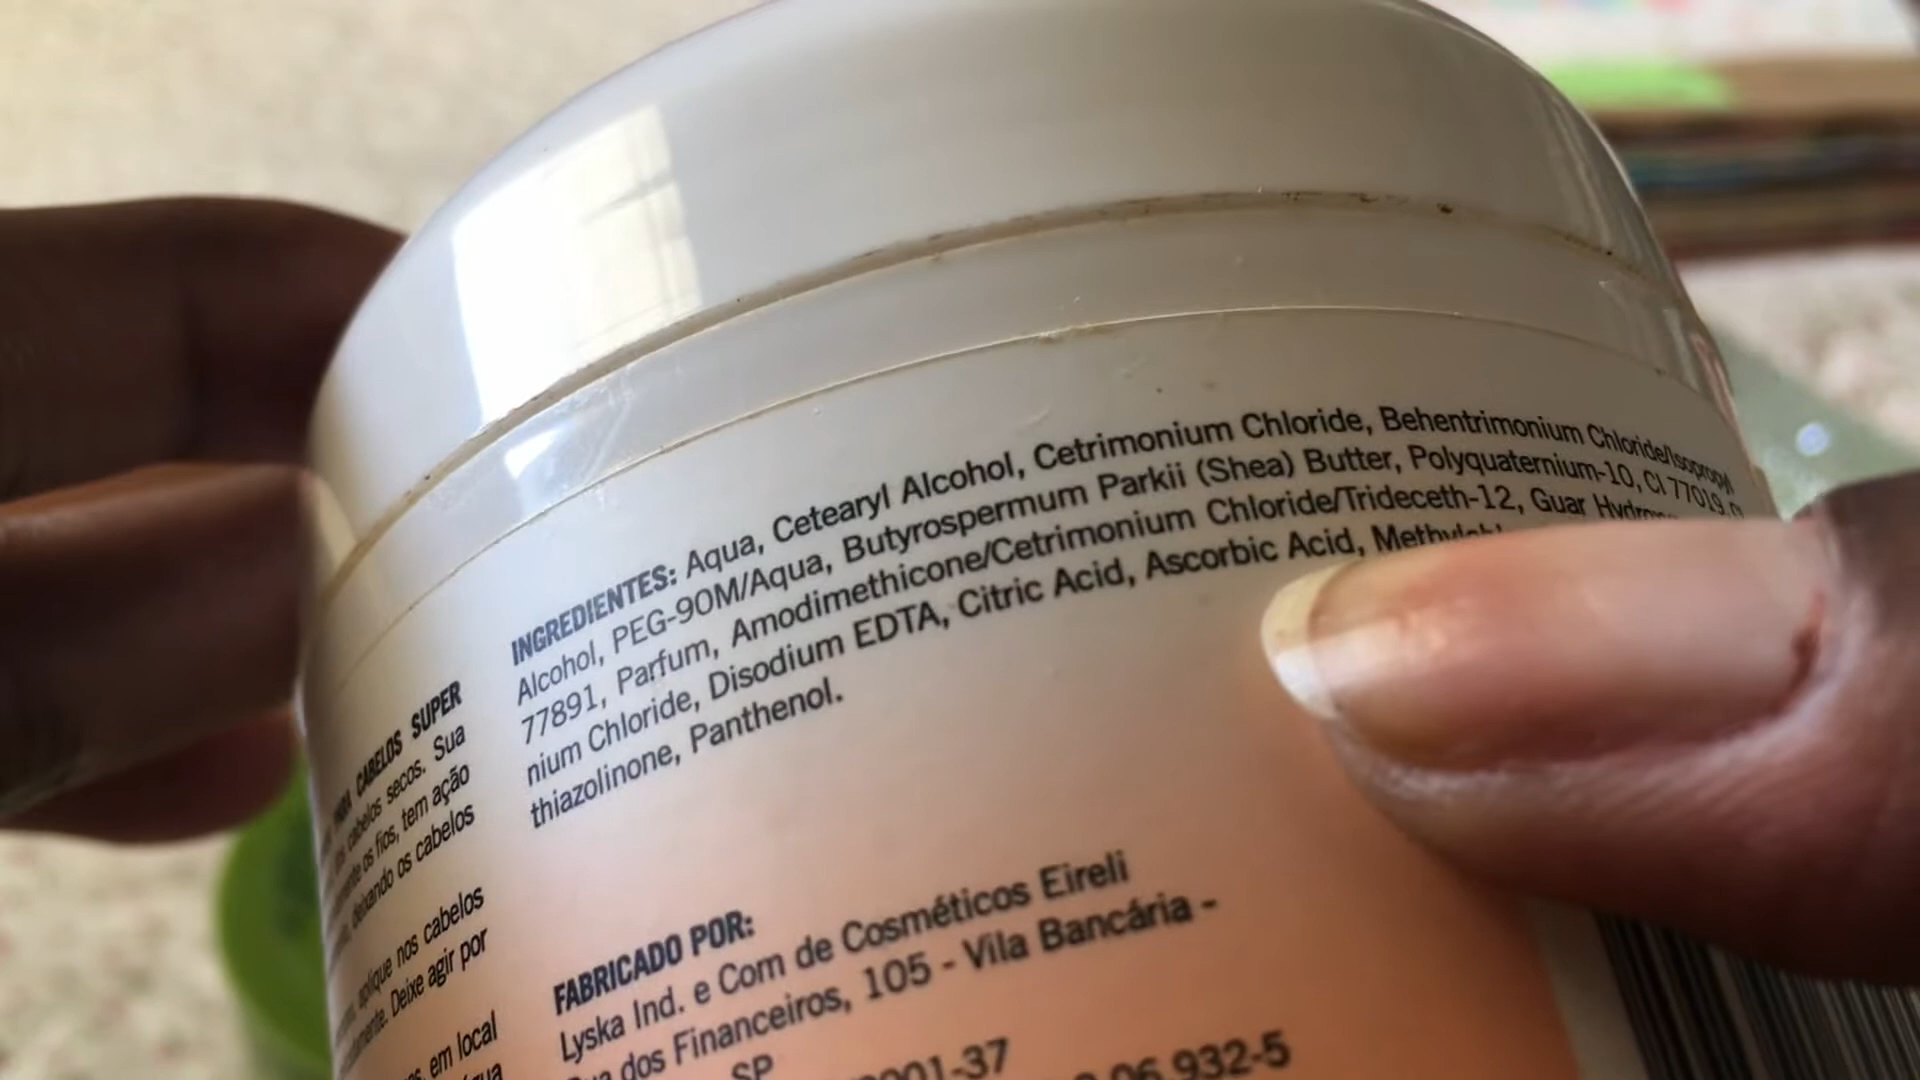 INGREDIENTES: Aqua, Cetearyl Alcohol, Cetrimonium Chloride, Behentrimonium Chloride/Isopropyl
Alcohol, PEG-90M/Aqua, Butyrospermum Parkii (Shea) Butter, Polyquaternium-10, CI 77019,
77891, Parfum, Amodimethicone/Cetrimonium Chloride/Trideceth-12, Guar
nium Chloride, Disodium EDTA, Citric Acid, Ascorbic Acid,
thiazolinone, Panthenol.
CABELOS SUPER
cabelos secos. Sua
os fios, tem ação
deixando os cabelos
aplique nos cabelos
Deixe agir por
em local
FABRICADO POR:
Lyska Ind. e Com de Cosméticos Eireli
dos Financeiros, 105 - Vila Bancária -
SP